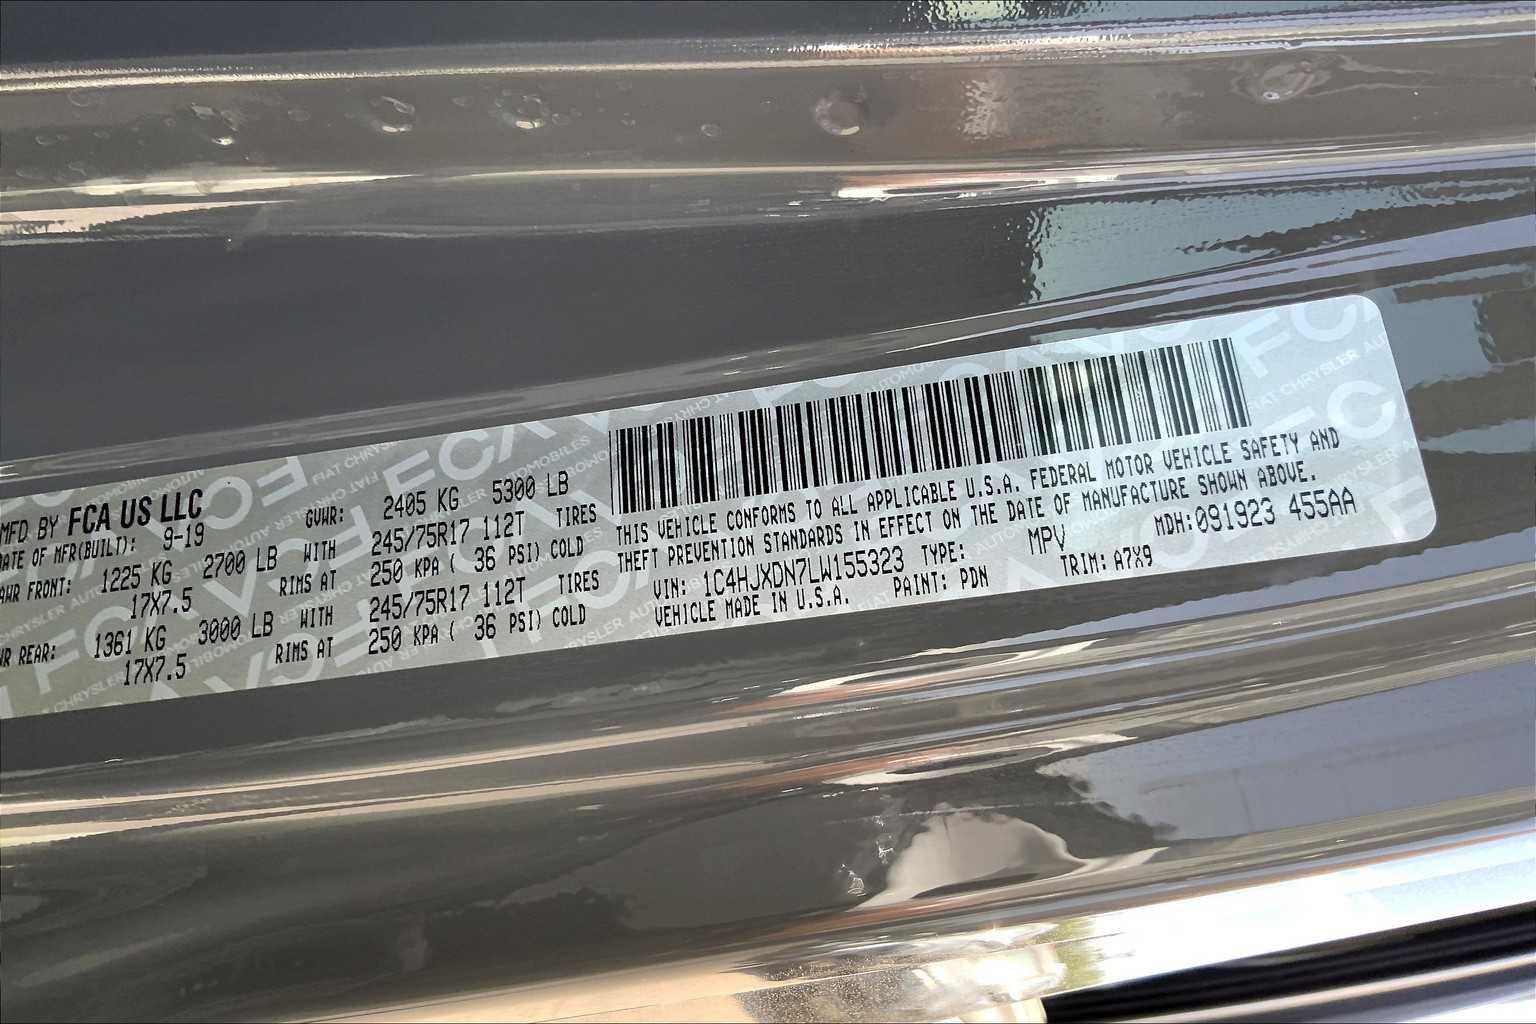 MFD BY FCA US LLC
DATE OF MFR(BUILT): 9-19 GVWR: 2405 KG 5300 LB
FRONT: 1225 KG 2700 LB WITH 245/75R17 112T TIRES
17X7.5 RIMS AT 250 KPA ( 36 PSI) COLD
REAR: 1361 KG 3000 LB WITH 245/75R17 112T TIRES
17X7.5 RIMS AT 250 KPA ( 36 PSI) COLD
THIS VEHICLE CONFORMS TO ALL APPLICABLE U.S.A. FEDERAL MOTOR VEHICLE SAFETY AND
THEFT PREVENTION STANDARDS IN EFFECT ON THE DATE OF MANUFACTURE SHOWN ABOVE.
VIN: 1C4HJXDN7LW155323 TYPE: MPV MDH:091923 455AA
VEHICLE MADE IN U.S.A. PAINT: PDN TRIM: A7X9